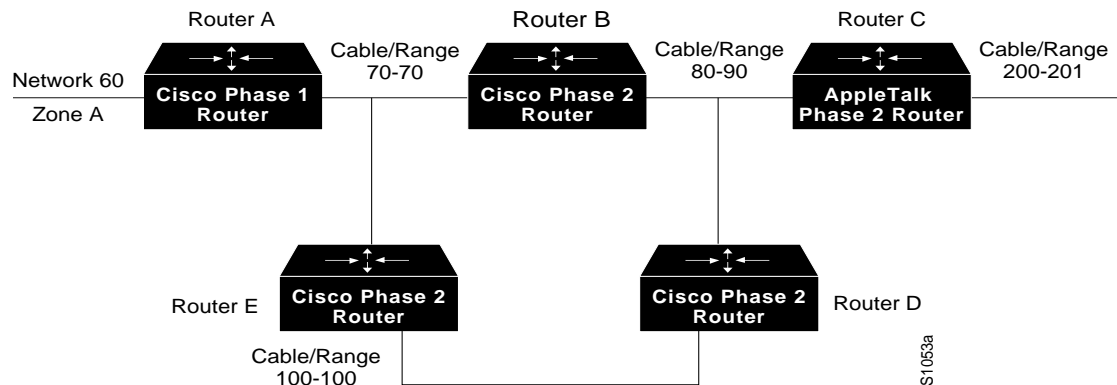 Router A
Router B
Router C
Network 60
Zone A
Cisco Phase 1
Router
Cable/Range
70-70
Cisco Phase 2
Router
Cable/Range
80-90
AppleTalk
Phase 2 Router
Cable/Range
200-201
Router E
Cisco Phase 2
Router
Cisco Phase 2
Router
Router D
Cable/Range
100-100
S1053a